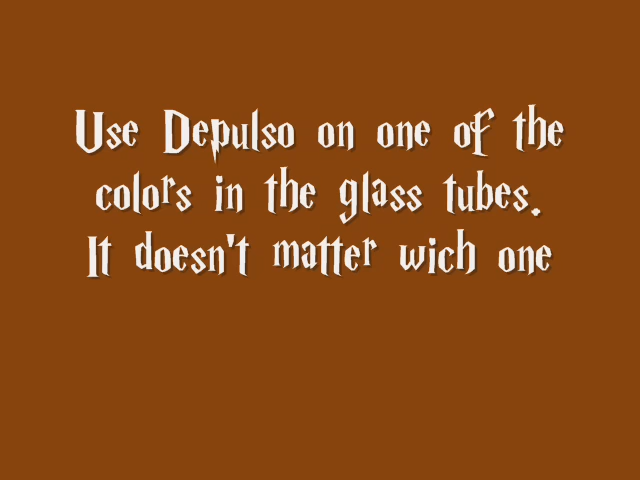 Use Depulso on one of the
colors in the glass tubes.
It doesn't matter wich one